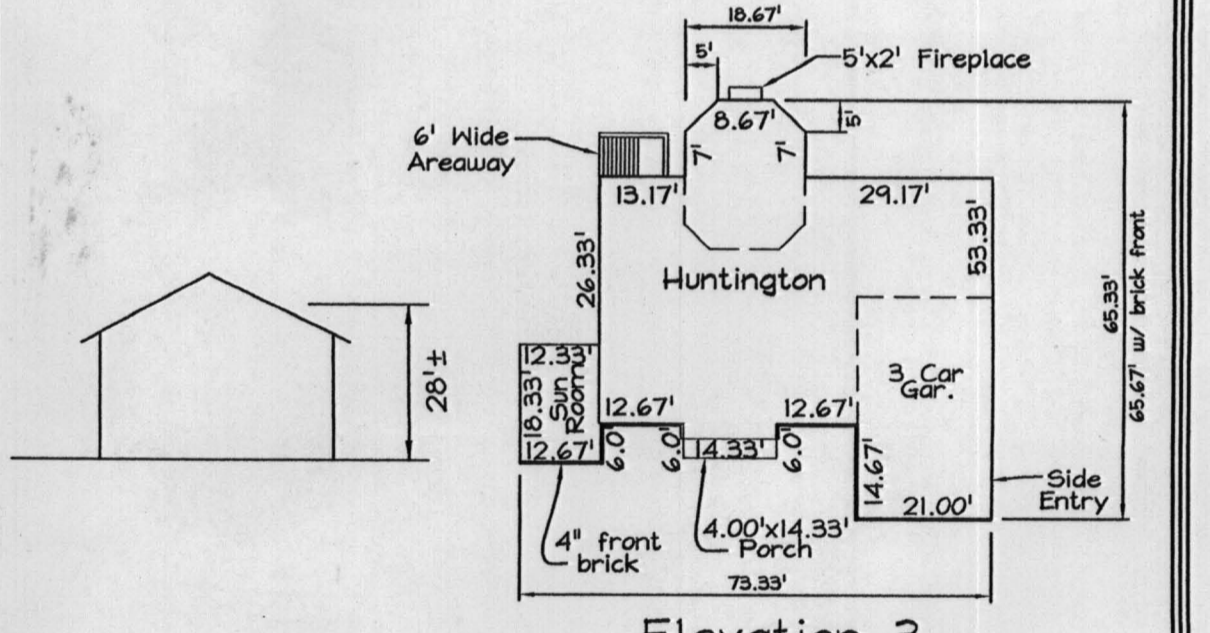 18.67'
5'
5'x2' Fireplace
8.67'
5'
6' Wide
Areaway
7'
7'
13.17'
29.17'
53.33'
26.33'
Huntington
65.33'
65.67' w/ brick front
28'±
12.33'
18.33'
Sun
Room
12.67'
3 Car
Gar.
12.67'
12.67'
6.0'
6.0'
14.33'
6.0'
14.67'
21.00'
Side
Entry
4" front
brick
4.00'x14.33'
Porch
73.33'
Elevation 2